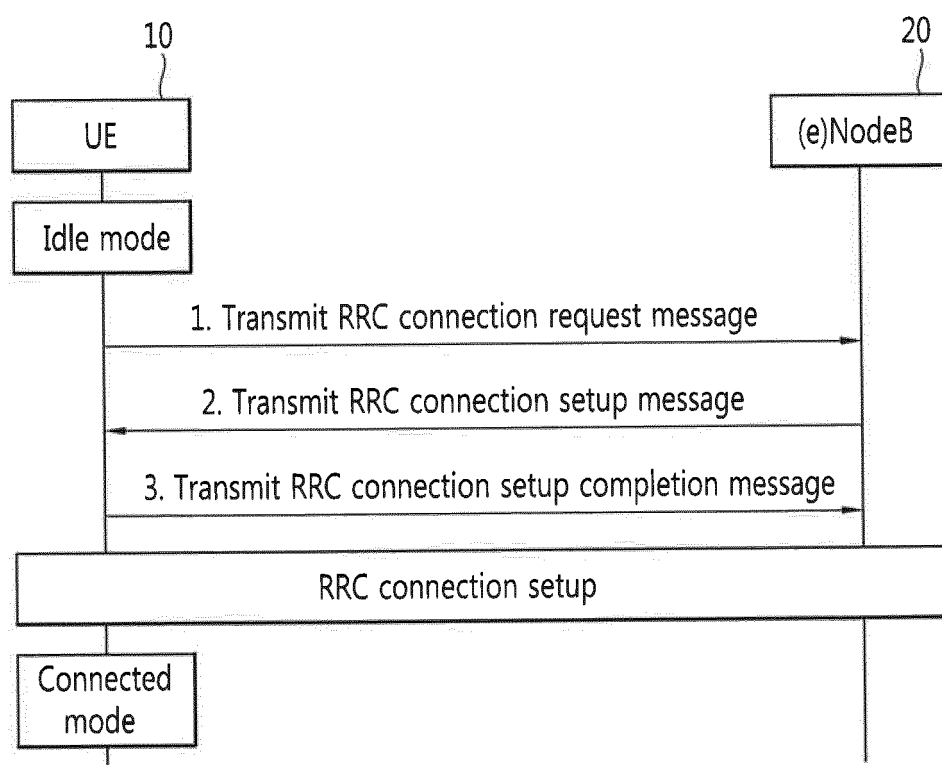 10
20
UE
(e)NodeB
Idle mode
1. Transmit RRC connection request message
2. Transmit RRC connection setup message
3. Transmit RRC connection setup completion message
RRC connection setup
Connected
mode